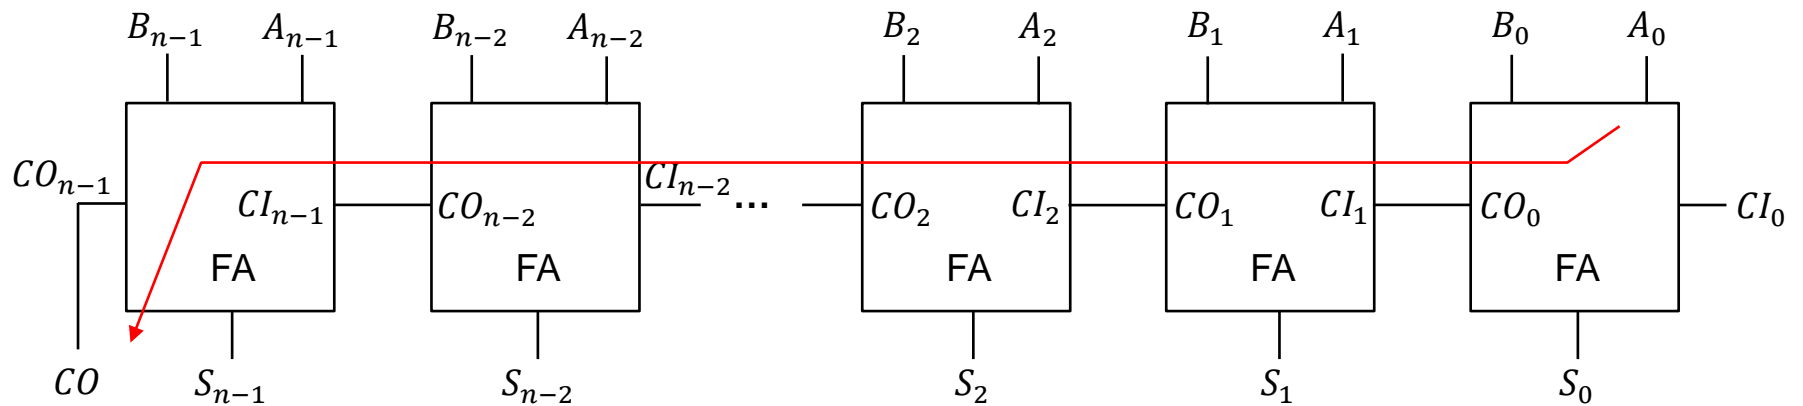 B_{n-1} A_{n-1} B_{n-2} A_{n-2} B_2 A_2 B_1 A_1 B_0 A_0
CO_{n-1} CI_{n-1} CO_{n-2} CI_{n-2} ... CO_2 CI_2 CO_1 CI_1 CO_0 CI_0
FA FA FA FA FA
CO S_{n-1} S_{n-2} S_2 S_1 S_0